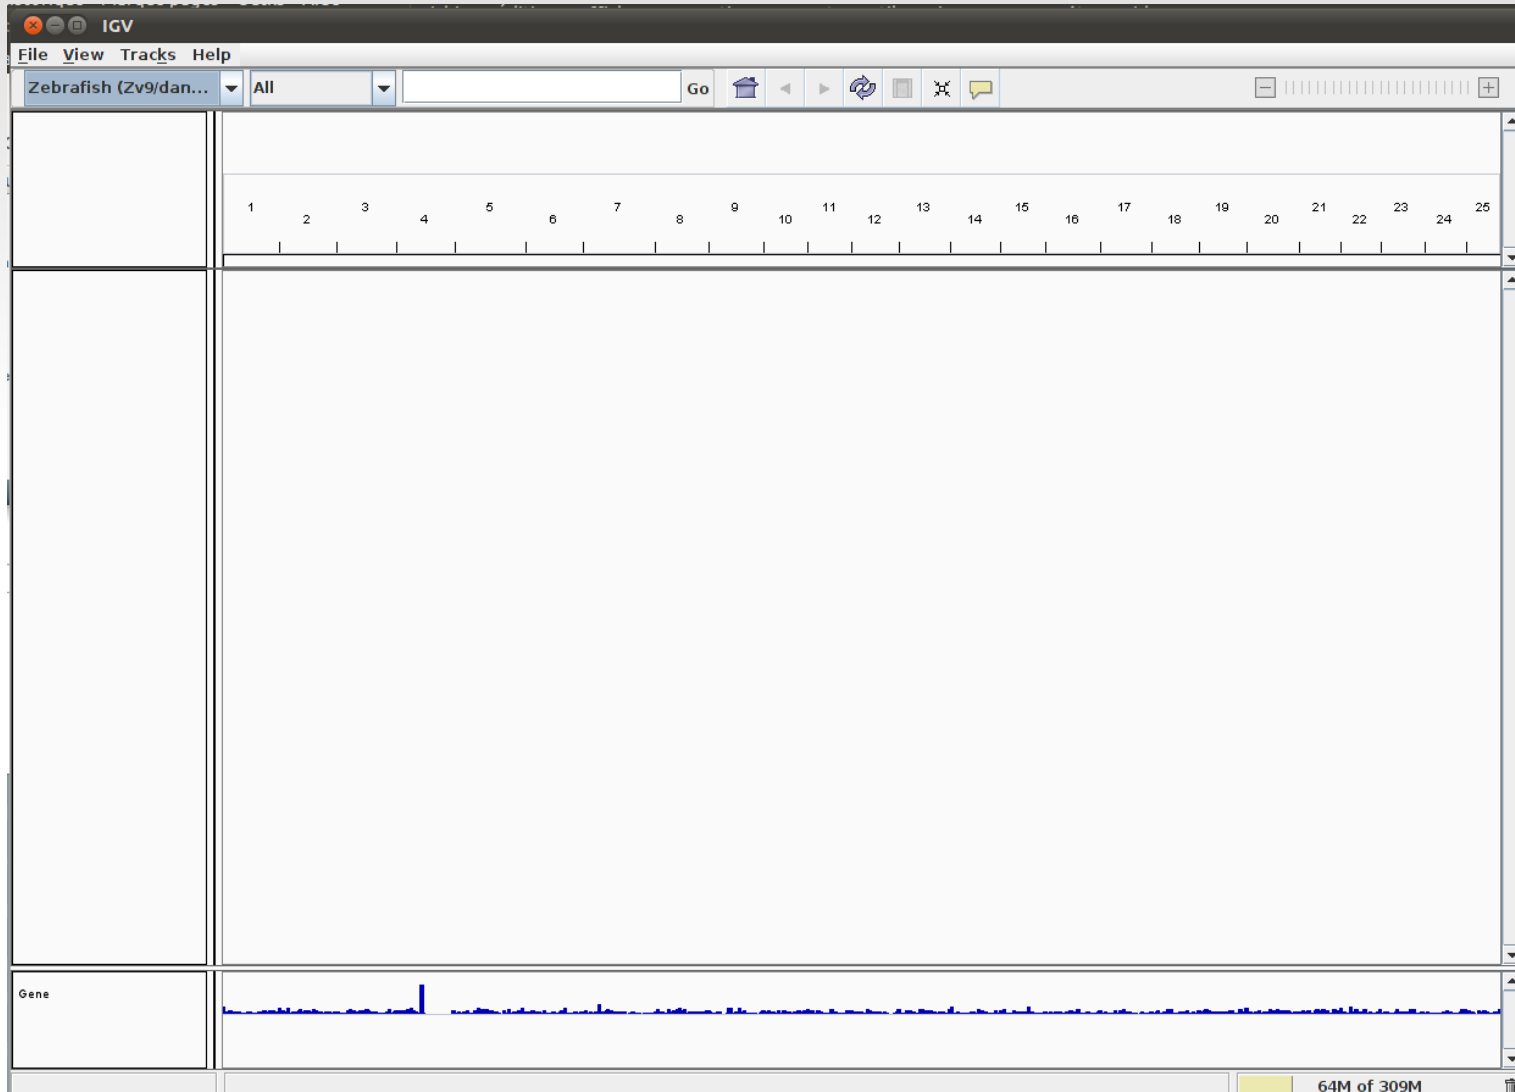 IGV
File View Tracks Help
Zebrafish (Zv9/dan... All Go
1 2 3 4 5 6 7 8 9 10 11 12 13 14 15 16 17 18 19 20 21 22 23 24 25
Gene
64M of 309M